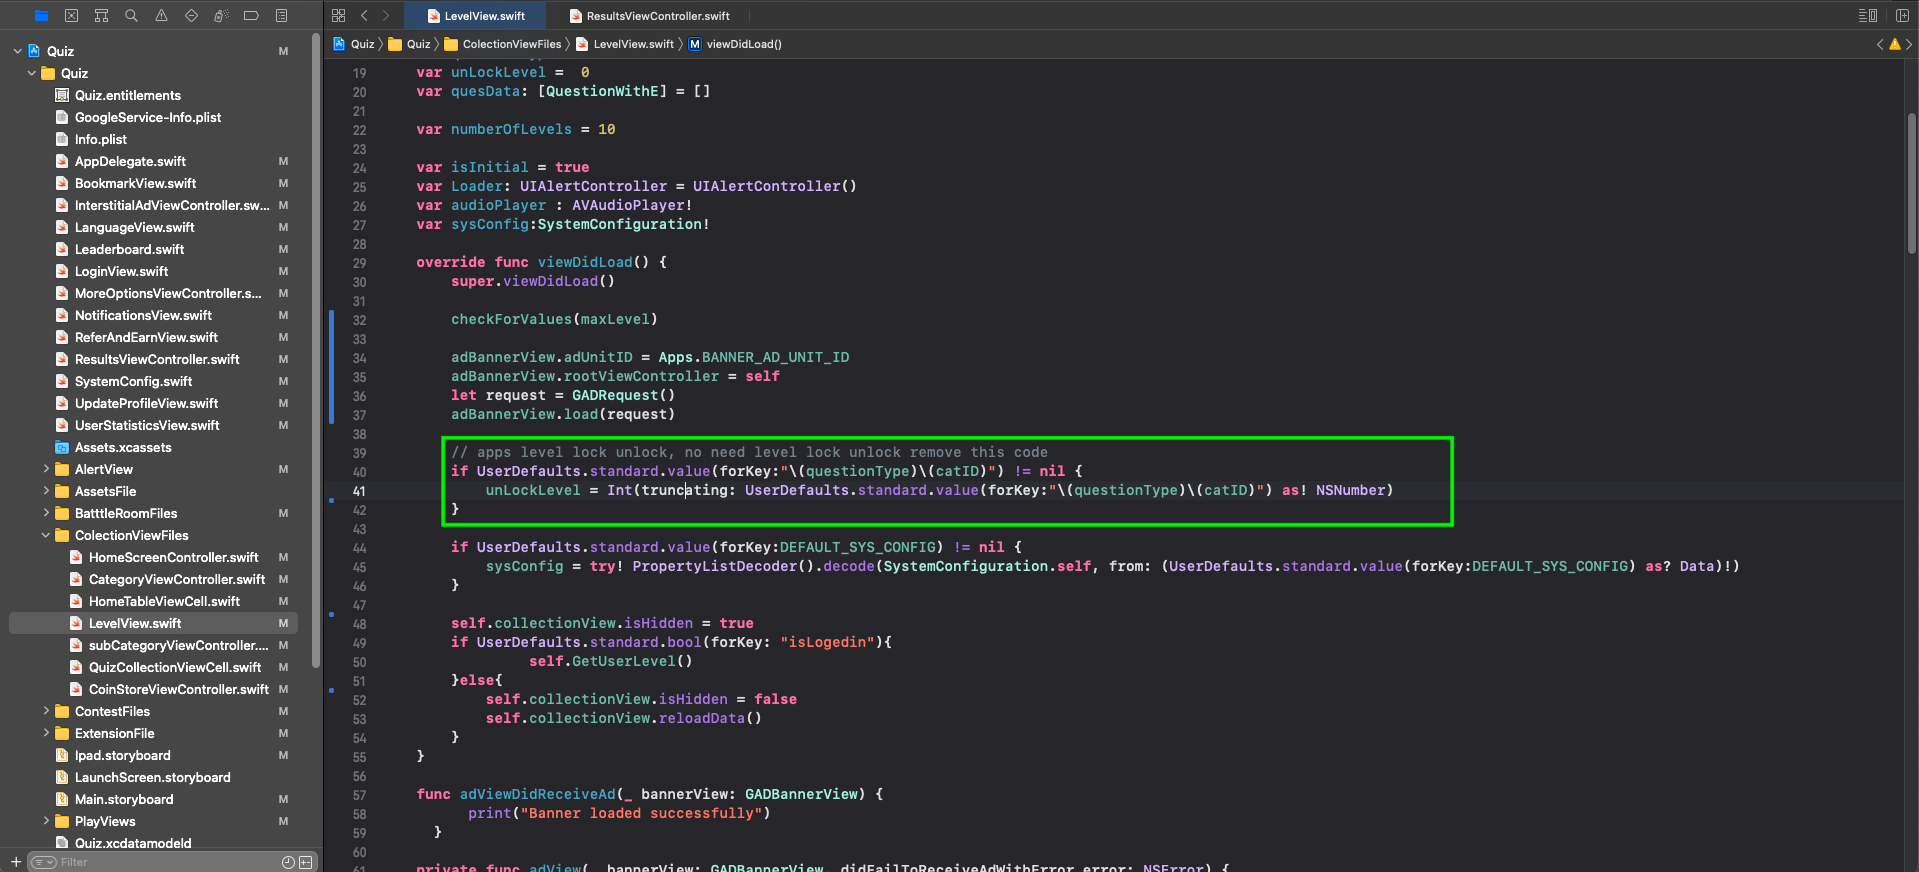 LevelView.swift
ResultsViewController.swift
Quiz
Quiz
ColectionViewFiles
LevelView.swift
M
viewDidLoad()
Quiz M
Quiz
Quiz.entitlements
GoogleService-Info.plist
Info.plist
AppDelegate.swift M
BookmarkView.swift M
InterstitialAdViewController.sw... M
LanguageView.swift M
Leaderboard.swift M
LoginView.swift M
MoreOptionsViewController.s... M
NotificationsView.swift M
ReferAndEarnView.swift M
ResultsViewController.swift M
SystemConfig.swift M
UpdateProfileView.swift M
UserStatisticsView.swift M
Assets.xcassets
AlertView M
AssetsFile M
BatttleRoomFiles M
ColectionViewFiles M
HomeScreenController.swift M
CategoryViewController.swift M
HomeTableViewCell.swift M
LevelView.swift M
subCategoryViewController.... M
QuizCollectionViewCell.swift M
CoinStoreViewController.swift M
ContestFiles M
ExtensionFile M
Ipad.storyboard M
LaunchScreen.storyboard
Main.storyboard M
PlayViews M
Quiz.xcdatamodeld
Filter
19 var unLockLevel =  0
20 var quesData: [QuestionWithE] = []
21
22 var numberOfLevels = 10
23
24 var isInitial = true
25 var Loader: UIAlertController = UIAlertController()
26 var audioPlayer : AVAudioPlayer!
27 var sysConfig:SystemConfiguration!
28
29 override func viewDidLoad() {
30 super.viewDidLoad()
31
32 checkForValues(maxLevel)
33
34 adBannerView.adUnitID = Apps.BANNER_AD_UNIT_ID
35 adBannerView.rootViewController = self
36 let request = GADRequest()
37 adBannerView.load(request)
38
39 // apps level lock unlock, no need level lock unlock remove this code
40 if UserDefaults.standard.value(forKey:"\(questionType)\(catID)") != nil {
41 unLockLevel = Int(truncating: UserDefaults.standard.value(forKey:"\(questionType)\(catID)") as! NSNumber)
42 }
43
44 if UserDefaults.standard.value(forKey:DEFAULT_SYS_CONFIG) != nil {
45 sysConfig = try! PropertyListDecoder().decode(SystemConfiguration.self, from: (UserDefaults.standard.value(forKey:DEFAULT_SYS_CONFIG) as? Data)!)
46 }
47
48 self.collectionView.isHidden = true
49 if UserDefaults.standard.bool(forKey: "isLogedin"){
50 self.GetUserLevel()
51 }else{
52 self.collectionView.isHidden = false
53 self.collectionView.reloadData()
54 }
55 }
56
57 func adViewDidReceiveAd(_ bannerView: GADBannerView) {
58 print("Banner loaded successfully")
59 }
60
61 private func adView(_ bannerView: GADBannerView, didFailToReceiveAdWithError error: NSError) {